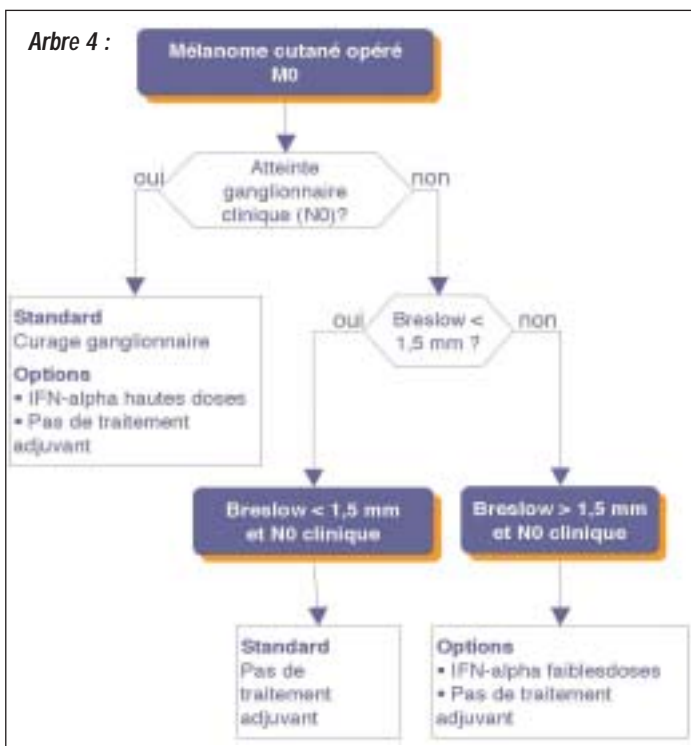 Arbre 4 :
Mélanome cutané opéré
M0
Atteinte
ganglionnaire
clinique (N0)?
oui
non
Standard
Curage ganglionnaire
Options
• IFN-alpha hautes doses
• Pas de traitement
adjuvant
Breslow <
1,5 mm ?
oui
non
Breslow < 1,5 mm
et N0 clinique
Breslow > 1,5 mm
et N0 clinique
Standard
Pas de
traitement
adjuvant
Options
• IFN-alpha faiblesdoses
• Pas de traitement
adjuvant